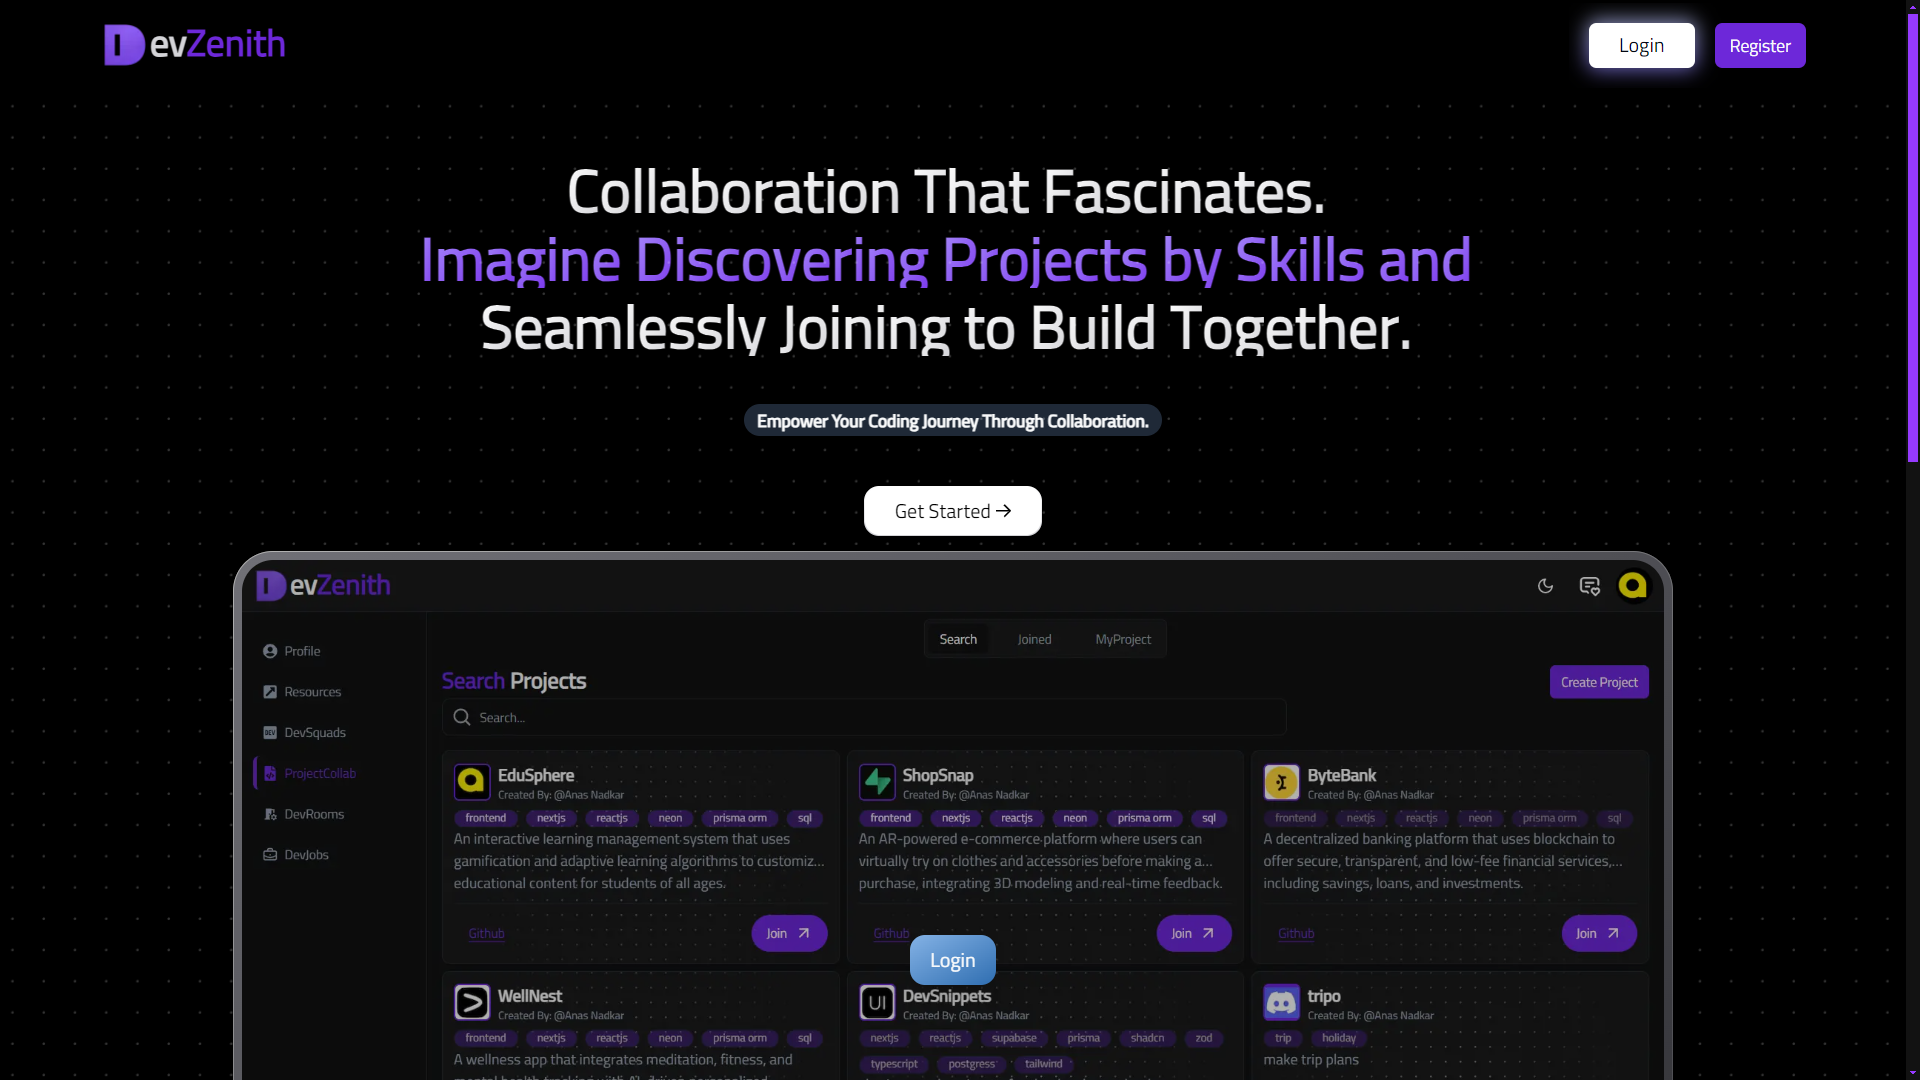 DevZenith
Login
Register
Collaboration That Fascinates.
Imagine Discovering Projects by Skills and
Seamlessly Joining to Build Together.
Empower Your Coding Journey Through Collaboration.
Get Started →
DevZenith
Profile
Resources
DevSquads
ProjectCollab
DevRooms
DevJobs
Search Joined MyProject
Search Projects
Create Project
Search...
EduSphere
Created By: @Anas Nadkar
frontend nextjs reactjs neon prisma orm sql
An interactive learning management system that uses
gamification and adaptive learning algorithms to customiz...
educational content for students of all ages.
Github
Join
ShopSnap
Created By: @Anas Nadkar
frontend nextjs reactjs neon prisma orm sql
An AR-powered e-commerce platform where users can
virtually try on clothes and accessories before making a...
purchase, integrating 3D modeling and real-time feedback.
Github
Join
ByteBank
Created By: @Anas Nadkar
frontend nextjs reactjs neon prisma orm sql
A decentralized banking platform that uses blockchain to
offer secure, transparent, and low-fee financial services,...
including savings, loans, and investments.
Github
Join
Login
WellNest
Created By: @Anas Nadkar
frontend nextjs reactjs neon prisma orm sql
A wellness app that integrates meditation, fitness, and
UI
DevSnippets
Created By: @Anas Nadkar
nextjs reactjs supabase prisma shadcn zod
typescript postgress tailwind
tripo
Created By: @Anas Nadkar
trip holiday
make trip plans